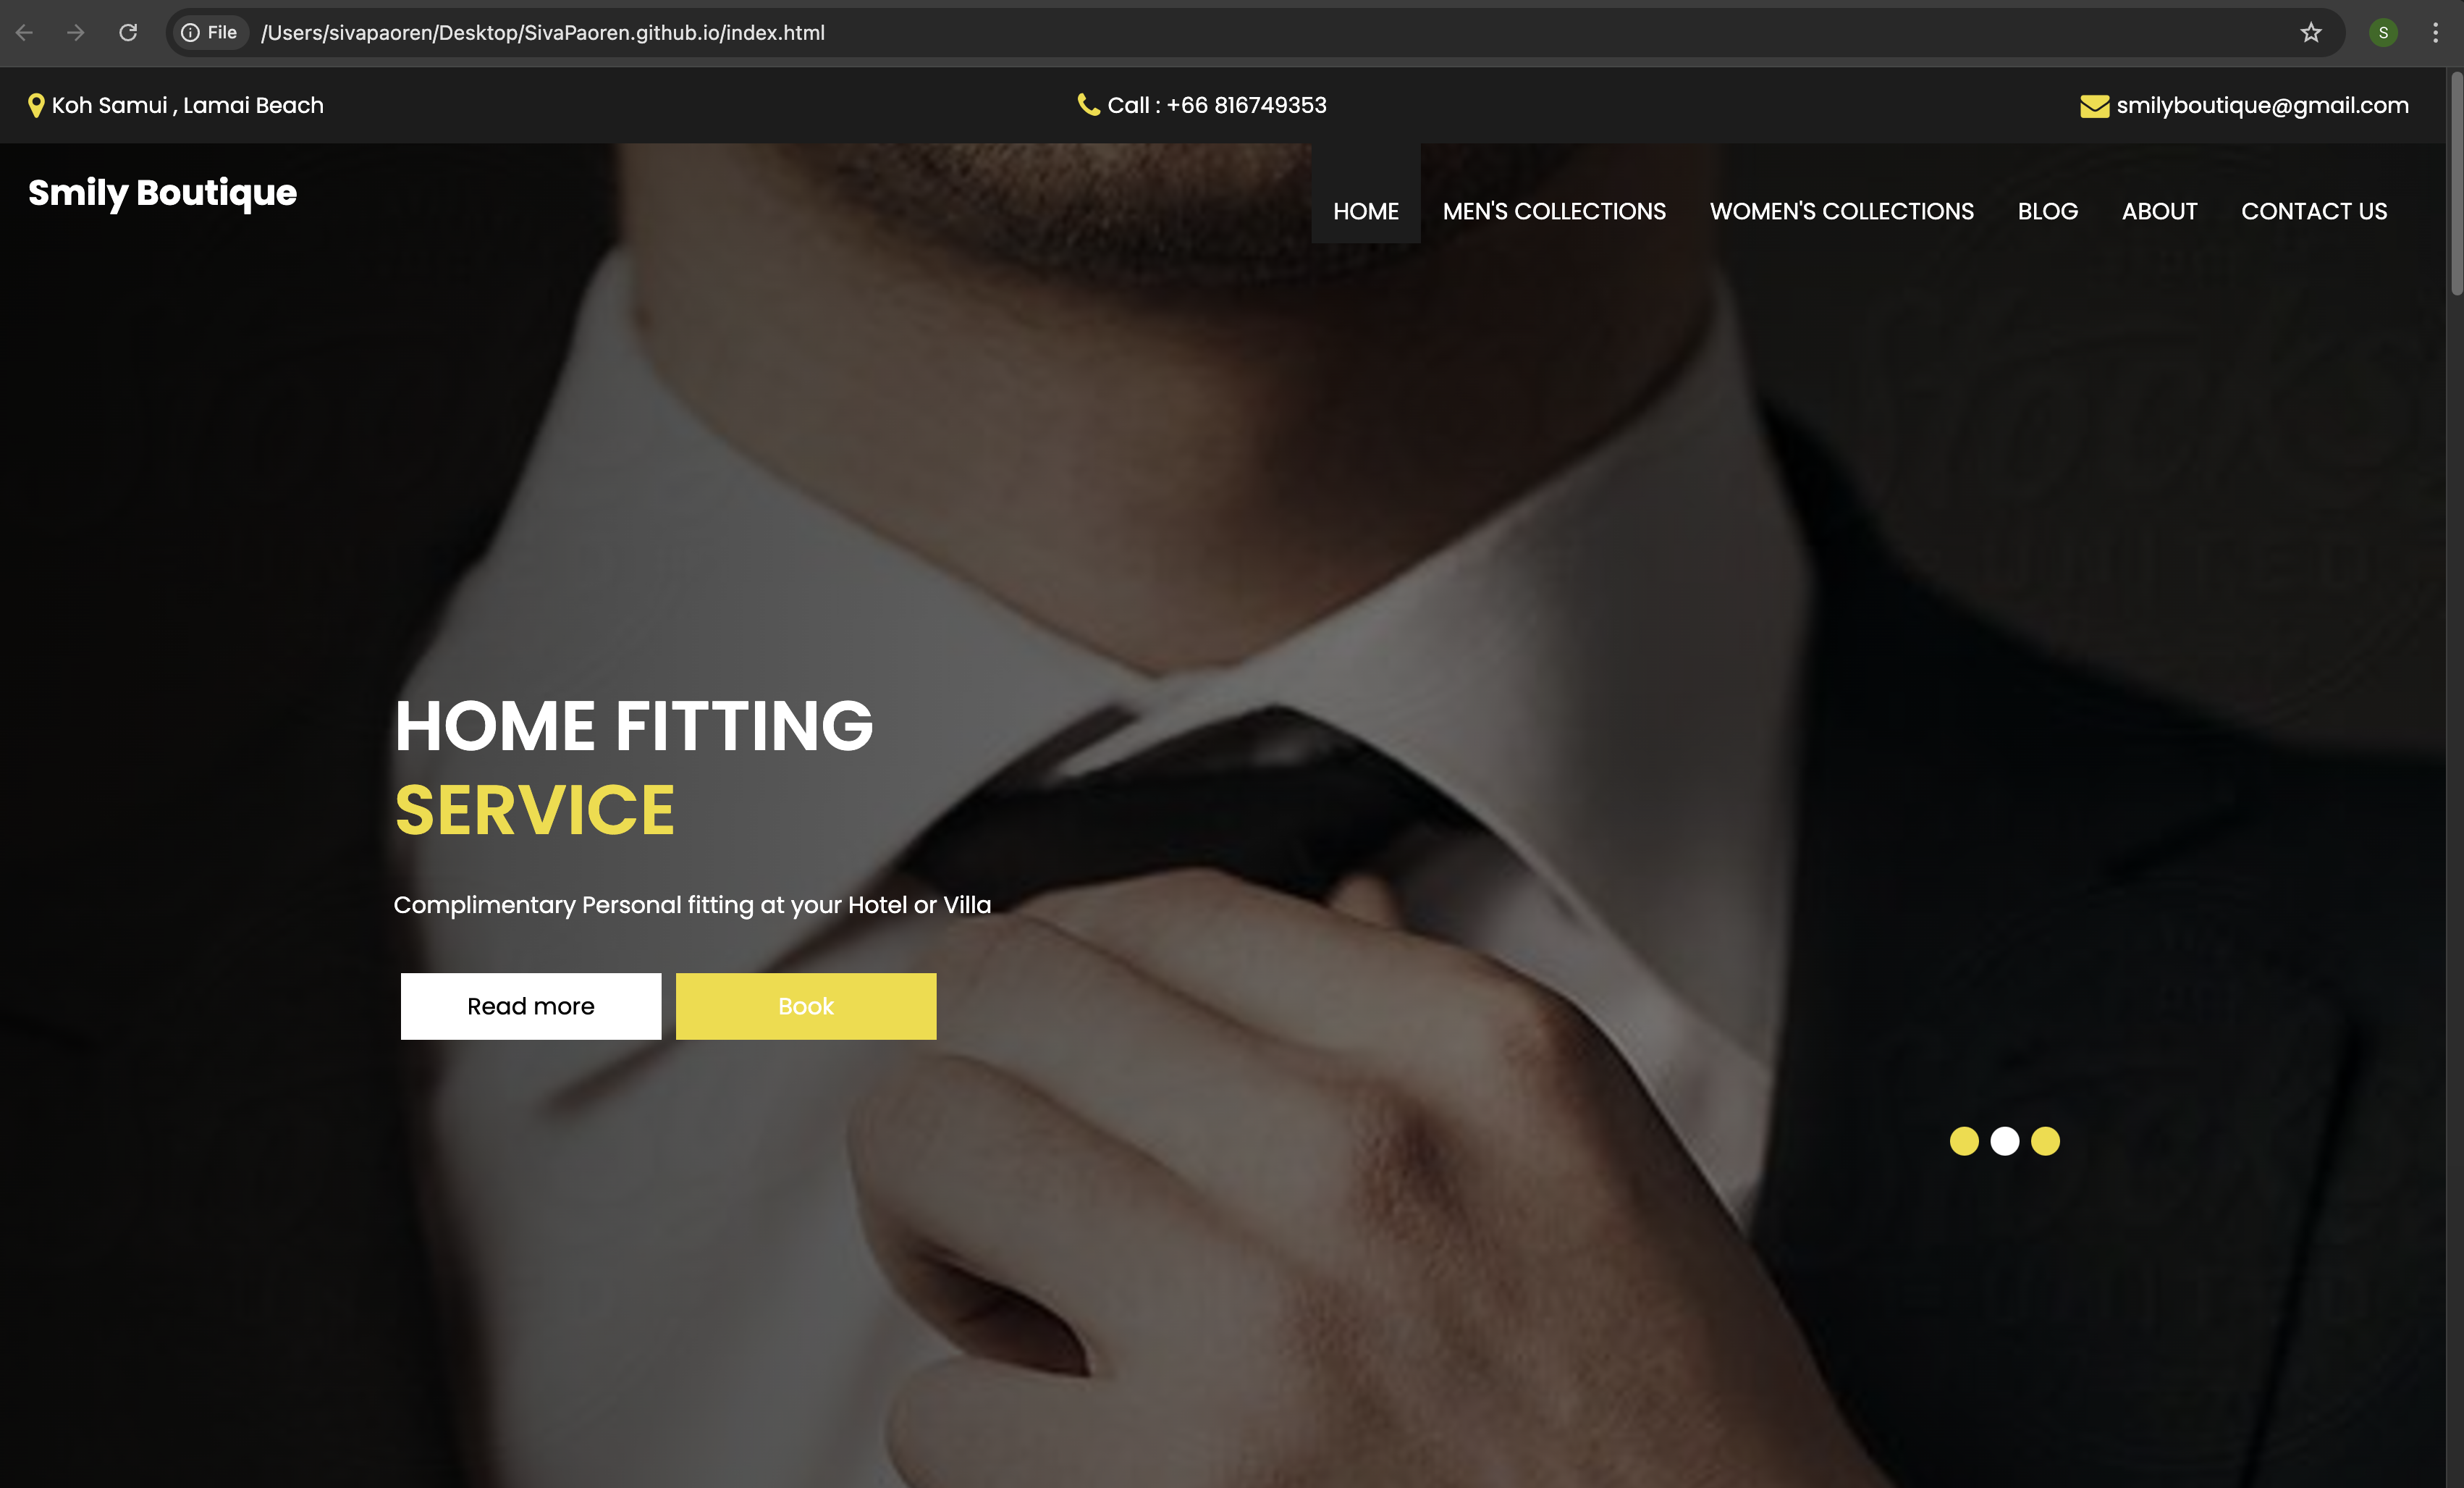 File /Users/sivapaoren/Desktop/SivaPaoren.github.io/index.html S
Koh Samui , Lamai Beach Call : +66 816749353 smilyboutique@gmail.com
Smily Boutique HOME MEN'S COLLECTIONS WOMEN'S COLLECTIONS BLOG ABOUT CONTACT US
HOME FITTING
SERVICE
Complimentary Personal fitting at your Hotel or Villa
Read more Book